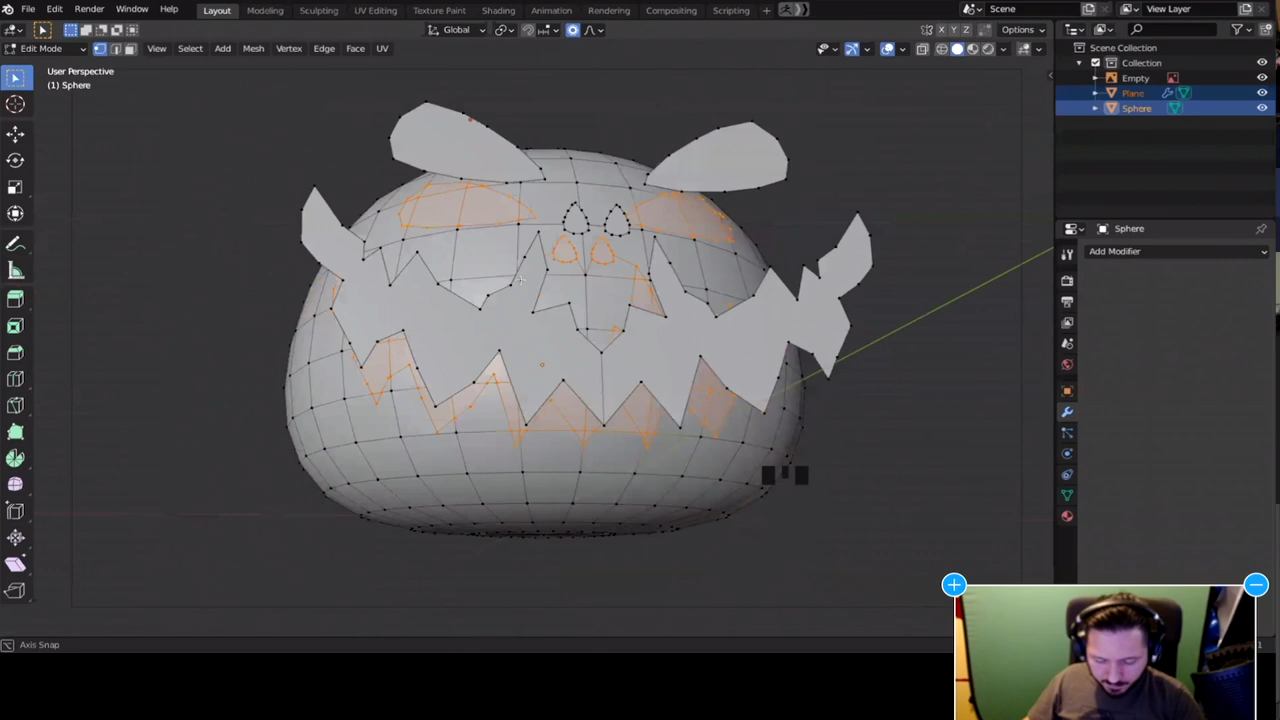 File Edit Render Window Help Layout Modeling Sculpting UV Editing Texture Paint Shading Animation Rendering Compositing Scripting + Scene View Layer
Global Options
X Y Z
Edit Mode View Select Add Mesh Vertex Edge Face UV
User Perspective
(1) Sphere
Scene Collection
Collection
Empty
Plane
Sphere
Sphere
Add Modifier
Axis Snap